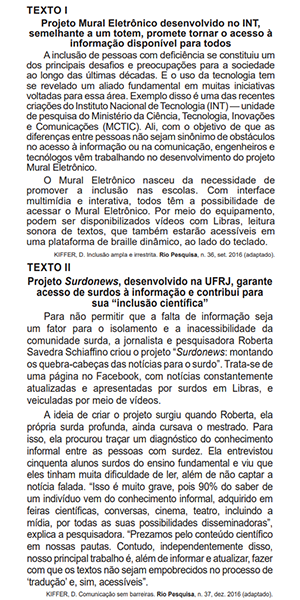 TEXTO I
Projeto Mural Eletrônico desenvolvido no INT,
semelhante a um totem, promete tornar o acesso à
informação disponível para todos
A inclusão de pessoas com deficiência se constituiu um
dos principais desafios e preocupações para a sociedade
ao longo das últimas décadas. E o uso da tecnologia tem
se revelado um aliado fundamental em muitas iniciativas
voltadas para essa área. Exemplo disso é uma das recentes
criações do Instituto Nacional de Tecnologia (INT) — unidade
de pesquisa do Ministério da Ciência, Tecnologia, Inovações
e Comunicações (MCTIC). Ali, com o objetivo de que as
diferenças entre pessoas não sejam sinônimo de obstáculos
no acesso à informação ou na comunicação, engenheiros e
tecnólogos vêm trabalhando no desenvolvimento do projeto
Mural Eletrônico.
O Mural Eletrônico nasceu da necessidade de
promover a inclusão nas escolas. Com interface
multimídia e interativa, todos têm a possibilidade de
acessar o Mural Eletrônico. Por meio do equipamento,
podem ser disponibilizados vídeos com Libras, leitura
sonora de textos, que também estarão acessíveis em
uma plataforma de braille dinâmico, ao lado do teclado.
KIFFER, D. Inclusão ampla e irrestrita. Rio Pesquisa, n. 36, set. 2016 (adaptado).
TEXTO II
Projeto Surdonews, desenvolvido na UFRJ, garante
acesso de surdos à informação e contribui para
sua “inclusão científica”
Para não permitir que a falta de informação seja
um fator para o isolamento e a inacessibilidade da
comunidade surda, a jornalista e pesquisadora Roberta
Savedra Schiaffino criou o projeto “Surdonews: montando
os quebra-cabeças das notícias para o surdo”. Trata-se de
uma página no Facebook, com notícias constantemente
atualizadas e apresentadas por surdos em Libras, e
veiculadas por meio de vídeos.
A ideia de criar o projeto surgiu quando Roberta, ela
própria surda profunda, ainda cursava o mestrado. Para
isso, ela procurou traçar um diagnóstico do conhecimento
informal entre as pessoas com surdez. Ela entrevistou
cinquenta alunos surdos do ensino fundamental e viu que
eles tinham muita dificuldade de ler, além de não captar a
notícia falada. “Isso é muito grave, pois 90% do saber de
um indivíduo vem do conhecimento informal, adquirido em
feiras científicas, conversas, cinema, teatro, incluindo a
mídia, por todas as suas possibilidades disseminadoras”,
explica a pesquisadora. “Prezamos pelo conteúdo científico
em nossas pautas. Contudo, independentemente disso,
nosso principal trabalho é, além de informar e atualizar, fazer
com que os textos não sejam empobrecidos no processo de
‘tradução’ e, sim, acessíveis”.
KIFFER, D. Comunicação sem barreiras. Rio Pesquisa, n. 37, dez. 2016 (adaptado).